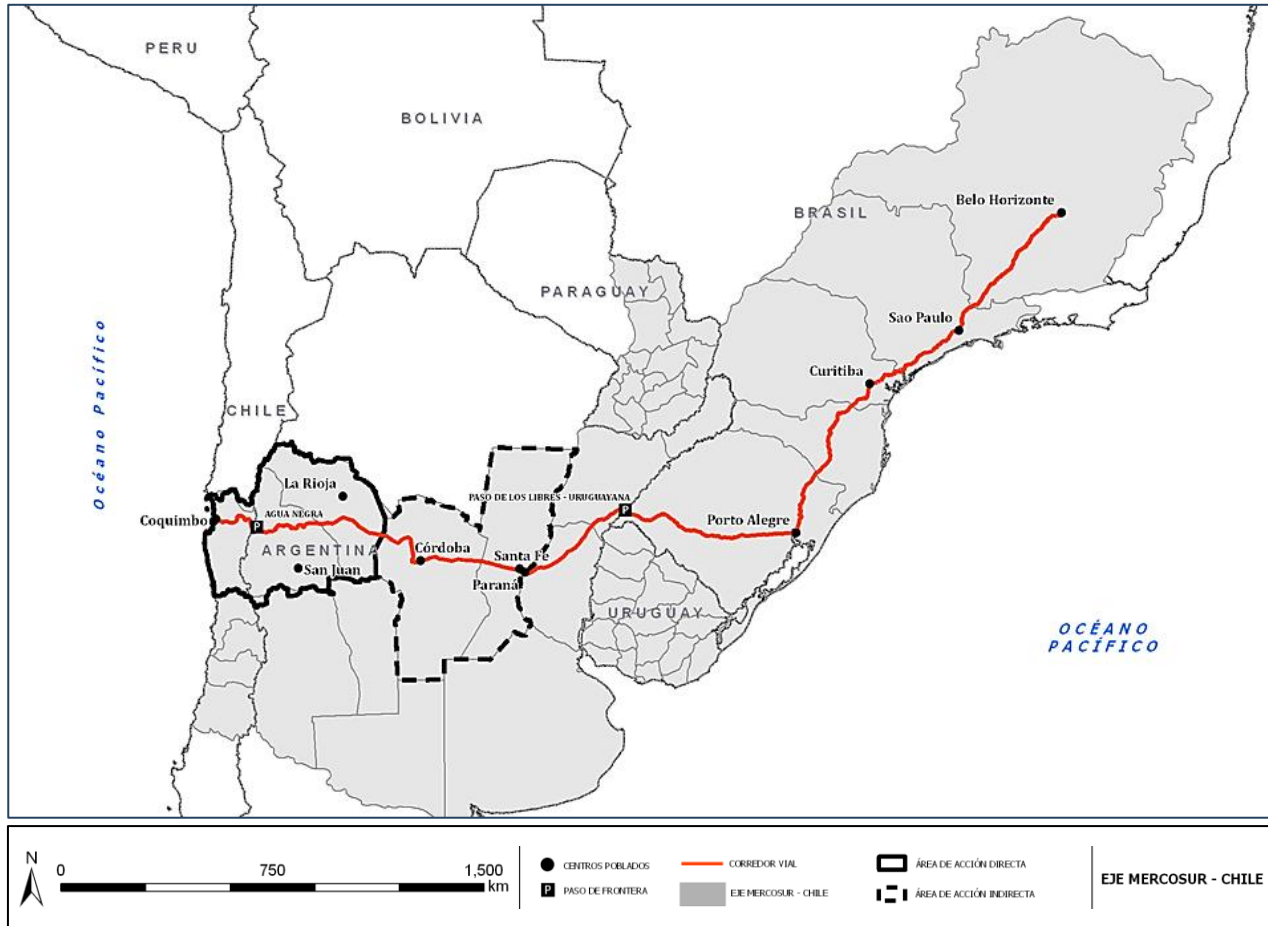 PERU
BOLIVIA
Belo Horizonte
BRASIL
PARAGUAY
Sao Paulo
Curitiba
Océano Pacífico
CHILE
La Rioja
PASO DE LOS LIBRES - URUGUAYANA
Coquimbo
P
AGUA NEGRA
P
Porto Alegre
ARGENTINA
Córdoba
Santa Fé
San Juan
Paraná
URUGUAY
OCÉANO
PACÍFICO
N
0
750
1,500
km
CENTROS POBLADOS
P
PASO DE FRONTERA
CORREDOR VIAL
EJE MERCOSUR - CHILE
ÁREA DE ACCIÓN DIRECTA
ÁREA DE ACCIÓN INDIRECTA
EJE MERCOSUR - CHILE